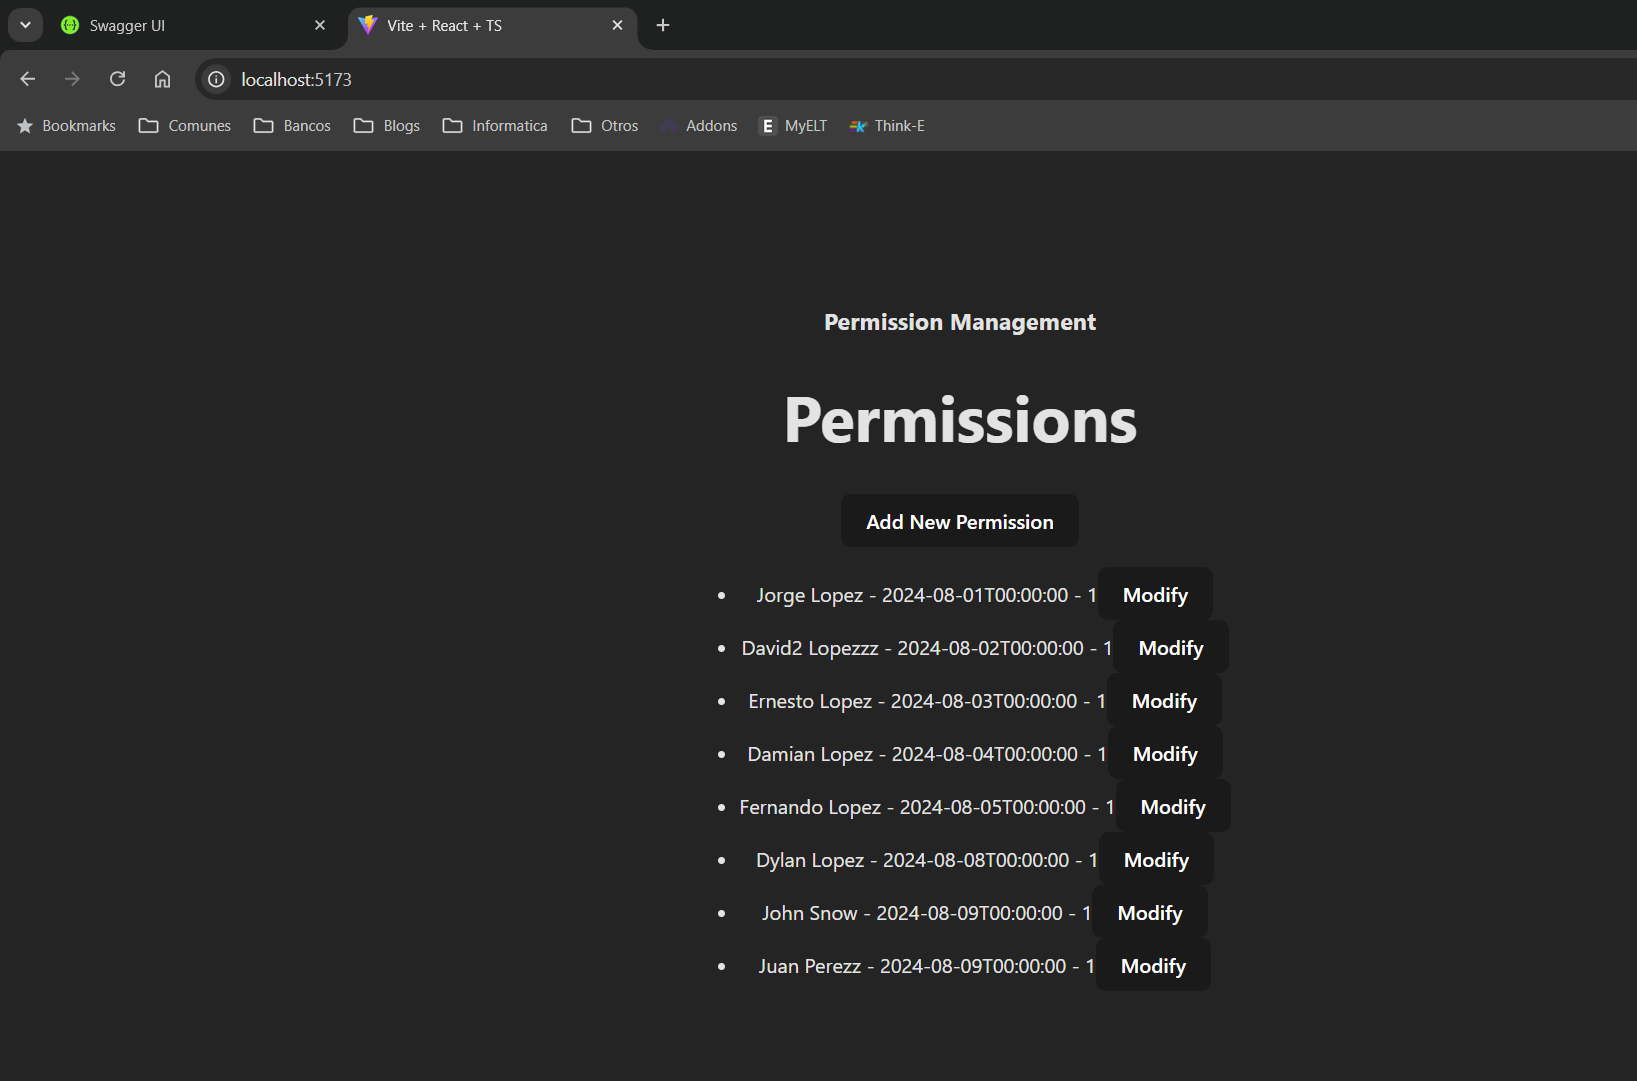 Swagger UI
Vite + React + TS
localhost:5173
Bookmarks Comunes Bancos Blogs Informatica Otros Addons E MyELT Think-E
Permission Management
Permissions
Add New Permission
Jorge Lopez - 2024-08-01T00:00:00 - 1 Modify
David2 Lopezzz - 2024-08-02T00:00:00 - 1 Modify
Ernesto Lopez - 2024-08-03T00:00:00 - 1 Modify
Damian Lopez - 2024-08-04T00:00:00 - 1 Modify
Fernando Lopez - 2024-08-05T00:00:00 - 1 Modify
Dylan Lopez - 2024-08-08T00:00:00 - 1 Modify
John Snow - 2024-08-09T00:00:00 - 1 Modify
Juan Perezz - 2024-08-09T00:00:00 - 1 Modify